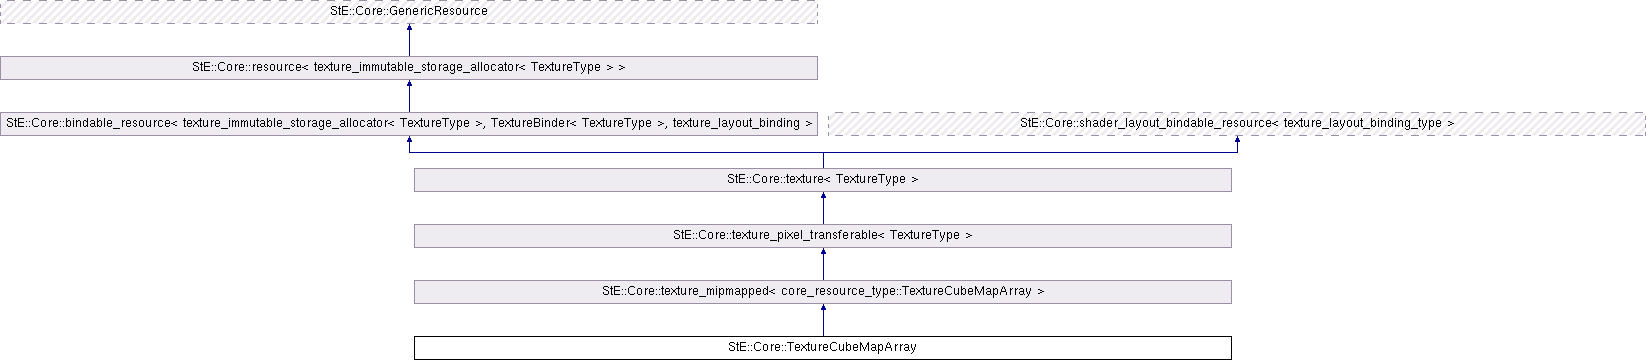 StE::Core::GenericResource
StE::Core::resource< texture_immutable_storage_allocator< TextureType > >
StE::Core::bindable_resource< texture_immutable_storage_allocator< TextureType >, TextureBinder< TextureType >, texture_layout_binding >
StE::Core::shader_layout_bindable_resource< texture_layout_binding_type >
StE::Core::texture< TextureType >
StE::Core::texture_pixel_transferable< TextureType >
StE::Core::texture_mipmapped< core_resource_type::TextureCubeMapArray >
StE::Core::TextureCubeMapArray